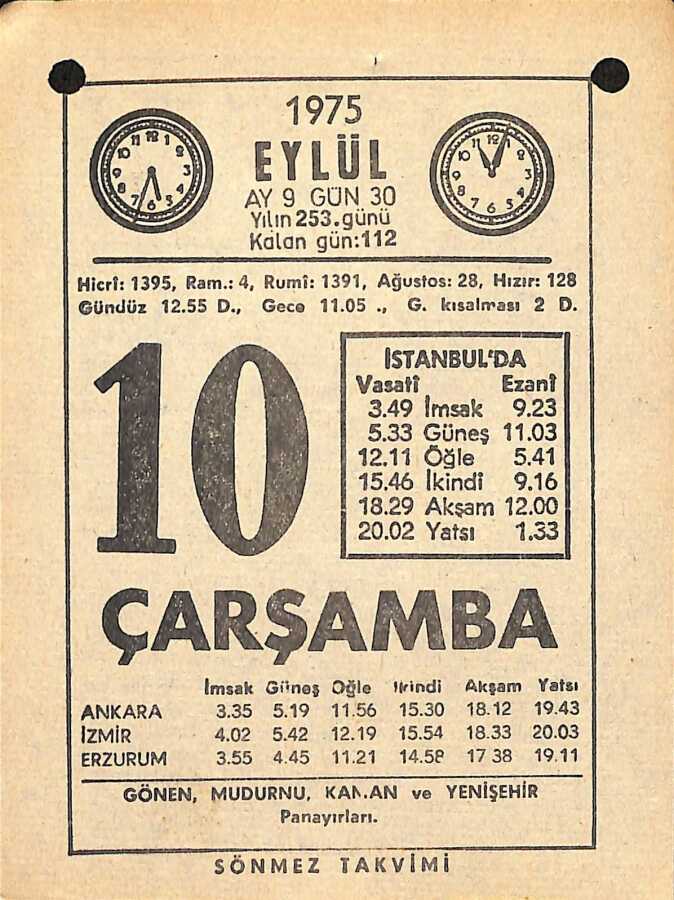 1975
EYLÜL
AY 9 GÜN 30
Yılın 253. günü
Kalan gün: 112
Hicrî: 1395, Ram.: 4, Rumî: 1391, Ağustos: 28, Hızır: 128
Gündüz 12.55 D., Gece 11.05 ., G. kısalması 2 D.
10
İSTANBUL'DA
Vasatî Ezanî
3.49 İmsak 9.23
5.33 Güneş 11.03
12.11 Öğle 5.41
15.46 İkindî 9.16
18.29 Akşam 12.00
20.02 Yatsı 1.33
ÇARŞAMBA
İmsak Güneş Öğle İkindi Akşam Yatsı
ANKARA 3.35 5.19 11.56 15.30 18.12 19.43
İZMİR 4.02 5.42 12.19 15.54 18.33 20.03
ERZURUM 3.55 4.45 11.21 14.58 17 38 19.11
GÖNEN, MUDURNU, ve YENİŞEHİR
Panayırları.
SÖNMEZ TAKVİMİ